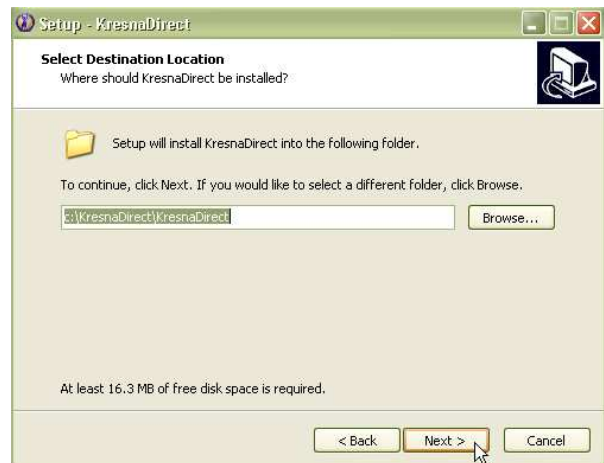 Setup - KresnaDirect
Select Destination Location
Where should KresnaDirect be installed?
Setup will install KresnaDirect into the following folder.
To continue, click Next. If you would like to select a different folder, click Browse.
c:\KresnaDirect\KresnaDirect
Browse...
At least 16.3 MB of free disk space is required.
< Back
Next >
Cancel